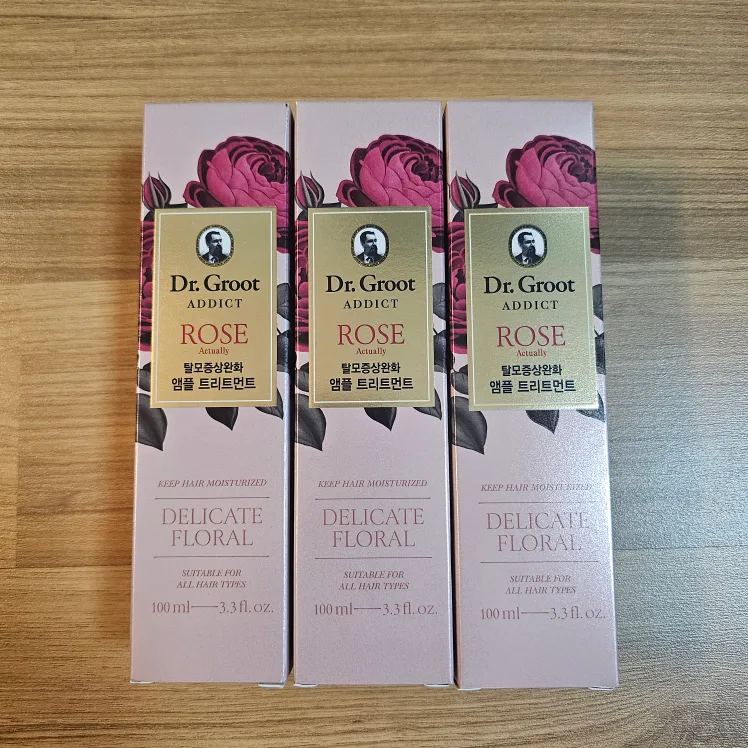 Dr. Groot
ADDICT
ROSE
Actually
탈모증상완화
앰플 트리트먼트
KEEP HAIR MOISTURIZED
DELICATE
FLORAL
SUITABLE FOR
ALL HAIR TYPES
100 ml—3.3 fl. oz.
Dr. Groot
ADDICT
ROSE
Actually
탈모증상완화
앰플 트리트먼트
KEEP HAIR MOISTURIZED
DELICATE
FLORAL
SUITABLE FOR
ALL HAIR TYPES
100 ml—3.3 fl. oz.
Dr. Groot
ADDICT
ROSE
Actually
탈모증상완화
앰플 트리트먼트
KEEP HAIR MOISTURIZED
DELICATE
FLORAL
SUITABLE FOR
ALL HAIR TYPES
100 ml—3.3 fl. oz.